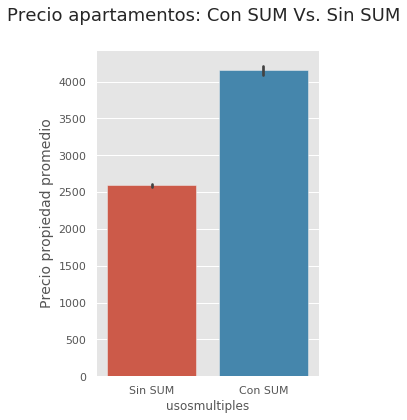 Precio apartamentos: Con SUM Vs. Sin SUM
Precio propiedad promedio
4000
3500
3000
2500
2000
1500
1000
500
0
Sin SUM
Con SUM
usosmultiples